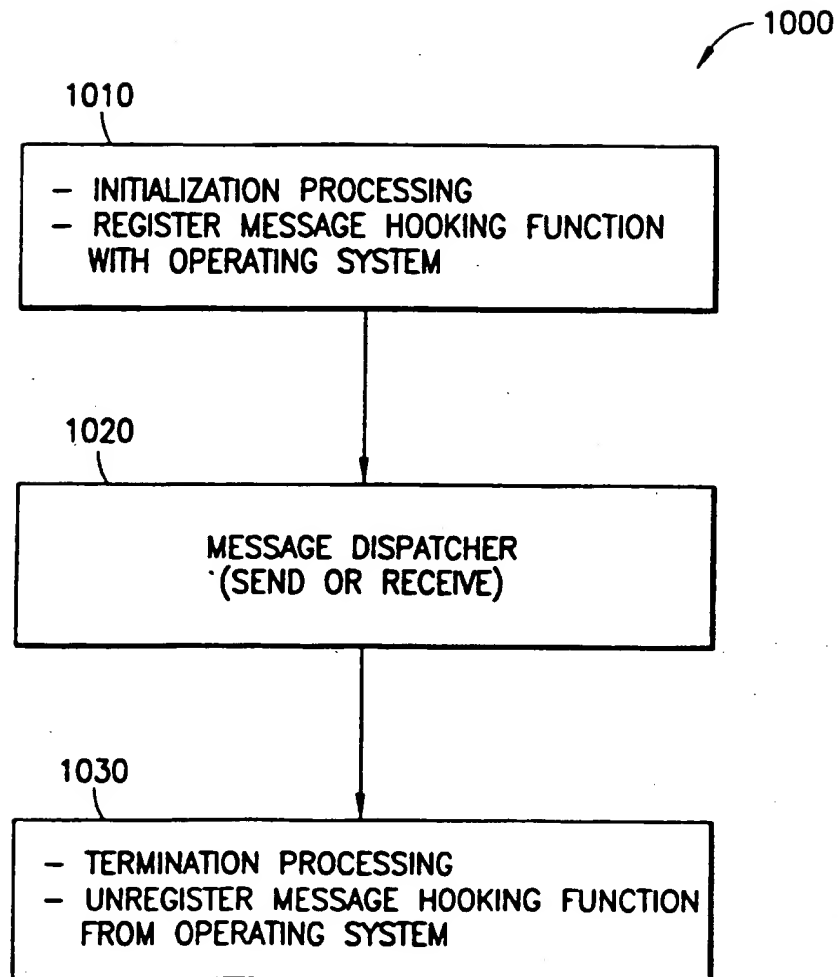 1000
1010
- INITIALIZATION PROCESSING
- REGISTER MESSAGE HOOKING FUNCTION
WITH OPERATING SYSTEM
1020
MESSAGE DISPATCHER
(SEND OR RECEIVE)
1030
- TERMINATION PROCESSING
- UNREGISTER MESSAGE HOOKING FUNCTION
FROM OPERATING SYSTEM